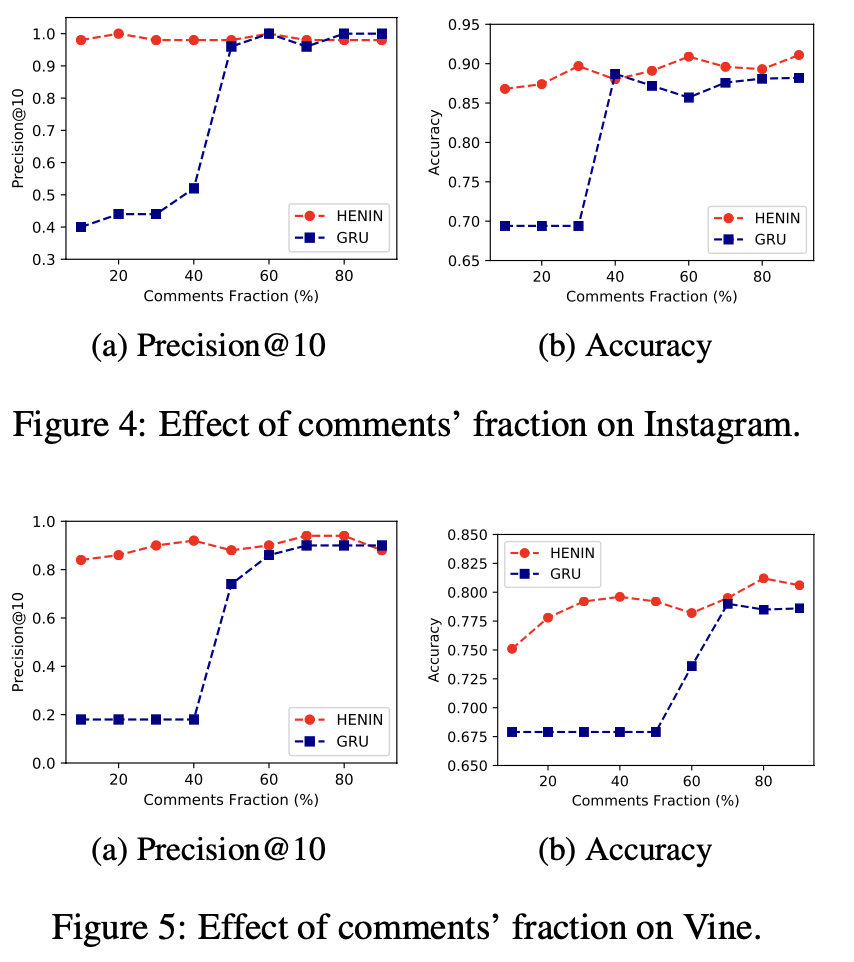 1.0
0.9
0.8
0.7
0.6
0.5
0.4
0.3
Precision@10
20 40 60 80
Comments Fraction (%)
HENIN
GRU
(a) Precision@10
0.95
0.90
0.85
0.80
0.75
0.70
0.65
Accuracy
20 40 60 80
Comments Fraction (%)
HENIN
GRU
(b) Accuracy
Figure 4: Effect of comments’ fraction on Instagram.
1.0
0.8
0.6
0.4
0.2
0.0
Precision@10
20 40 60 80
Comments Fraction (%)
HENIN
GRU
(a) Precision@10
0.850
0.825
0.800
0.775
0.750
0.725
0.700
0.675
0.650
Accuracy
20 40 60 80
Comments Fraction (%)
HENIN
GRU
(b) Accuracy
Figure 5: Effect of comments’ fraction on Vine.